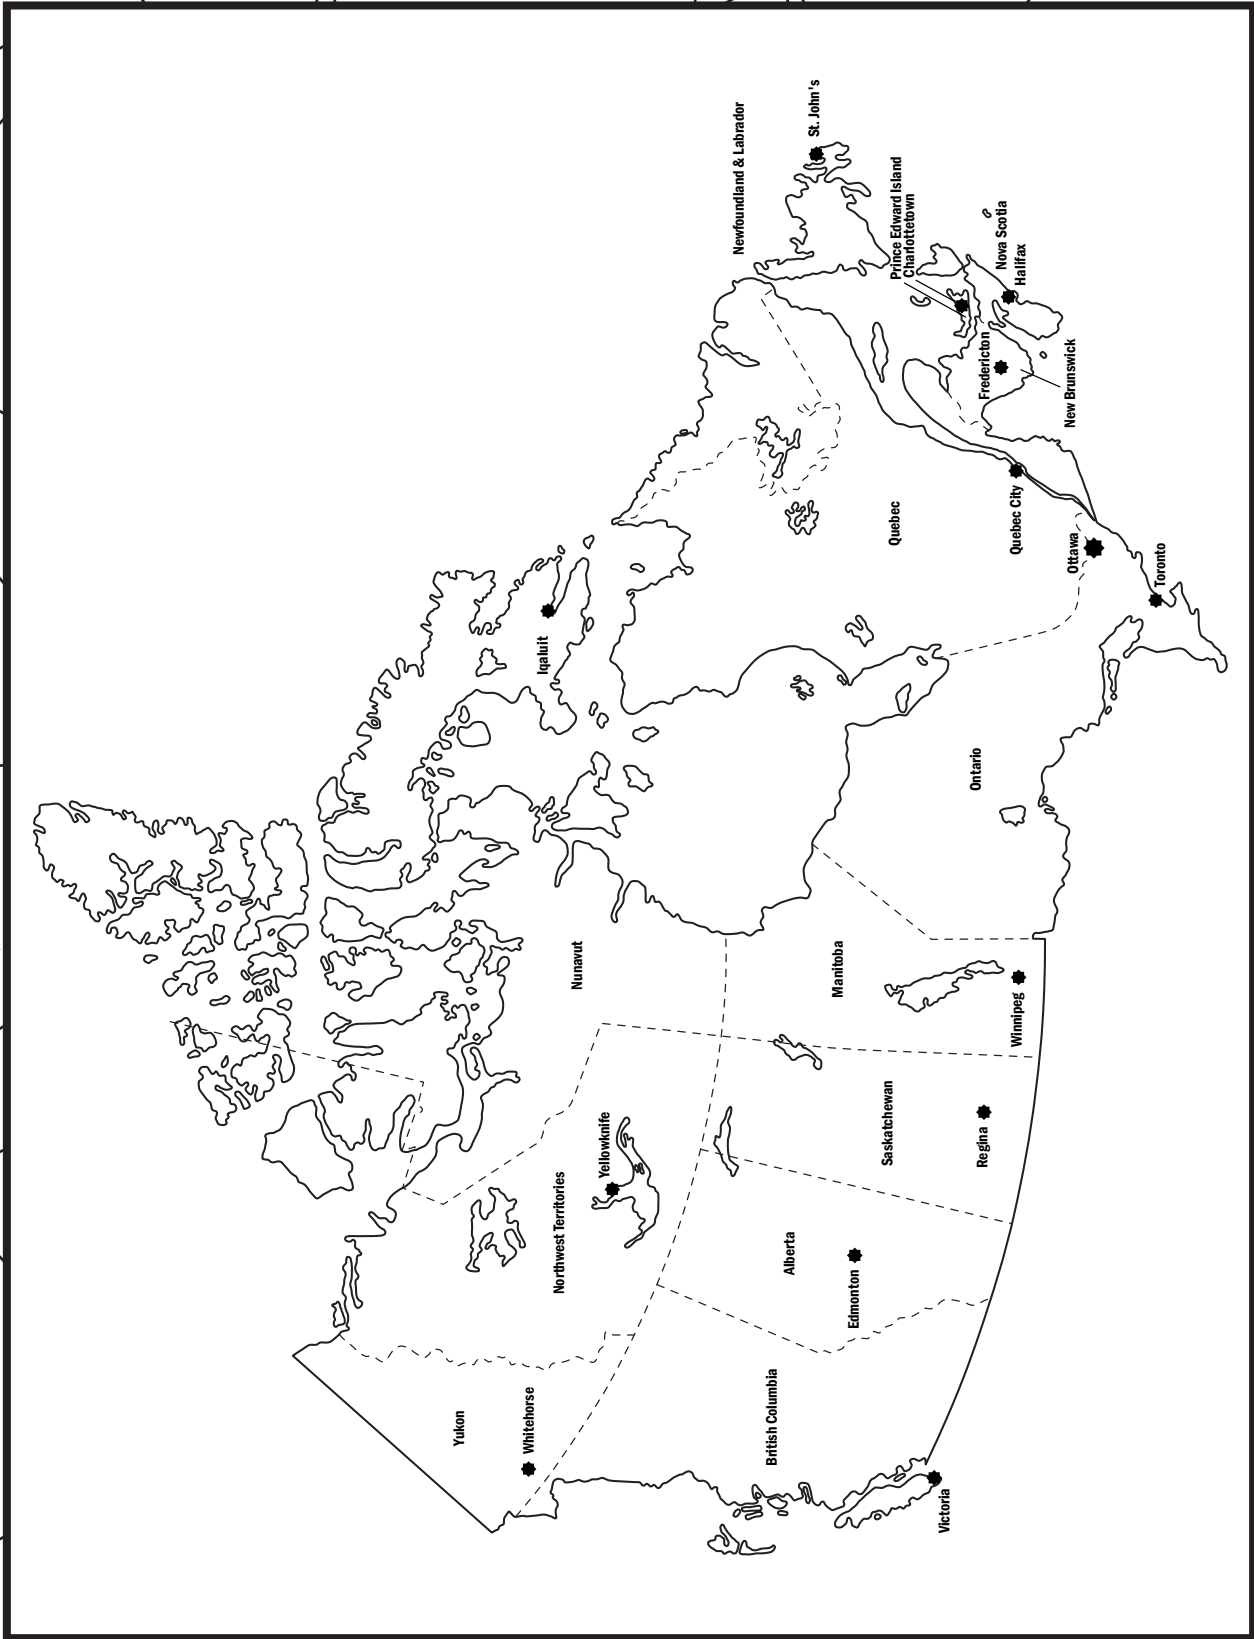 Yukon
Whitehorse
Northwest Territories
Yellowknife
Nunavut
Iqaluit
British Columbia
Victoria
Alberta
Edmonton
Saskatchewan
Regina
Manitoba
Winnipeg
Ontario
Toronto
Ottawa
Quebec
Quebec City
Newfoundland & Labrador
St. John's
Prince Edward Island
Charlottetown
Nova Scotia
Halifax
Fredericton
New Brunswick